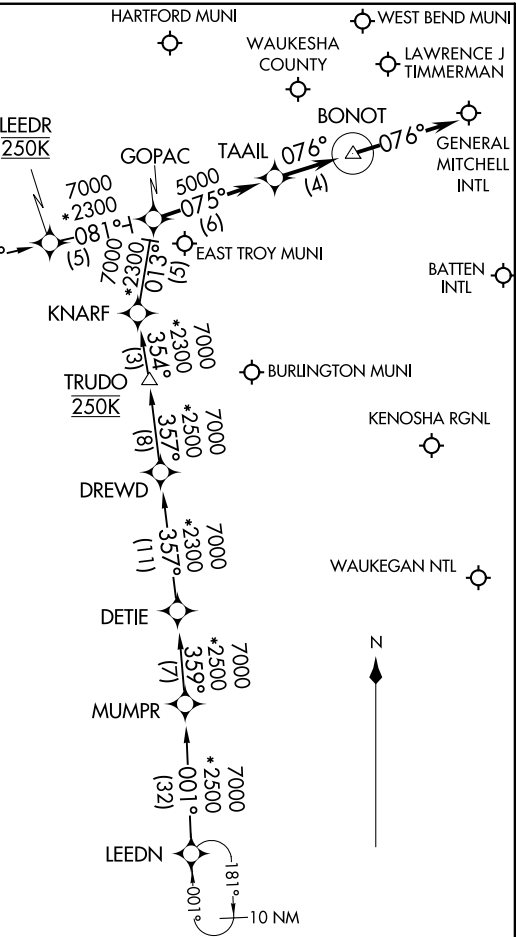 HARTFORD MUNI
WEST BEND MUNI
WAUKESHA
COUNTY
LAWRENCE J
TIMMERMAN
LEEDR
250K
GOPAC
TAAIL
BONOT
076°
(4)
076°
GENERAL
MITCHELL
INTL
7000
*2300
081°
(5)
5000
075°
(6)
EAST TROY MUNI
7000
*2300
013°
(5)
BATTEN
INTL
KNARF
7000
*2300
354°
(3)
TRUDO
250K
BURLINGTON MUNI
7000
*2500
357°
(8)
KENOSHA RGNL
DREWD
7000
*2300
357°
(11)
WAUKEGAN NTL
DETIE
7000
*2500
359°
(7)
N
MUMPR
7000
*2500
001°
(32)
LEEDN
181°
001°
10 NM